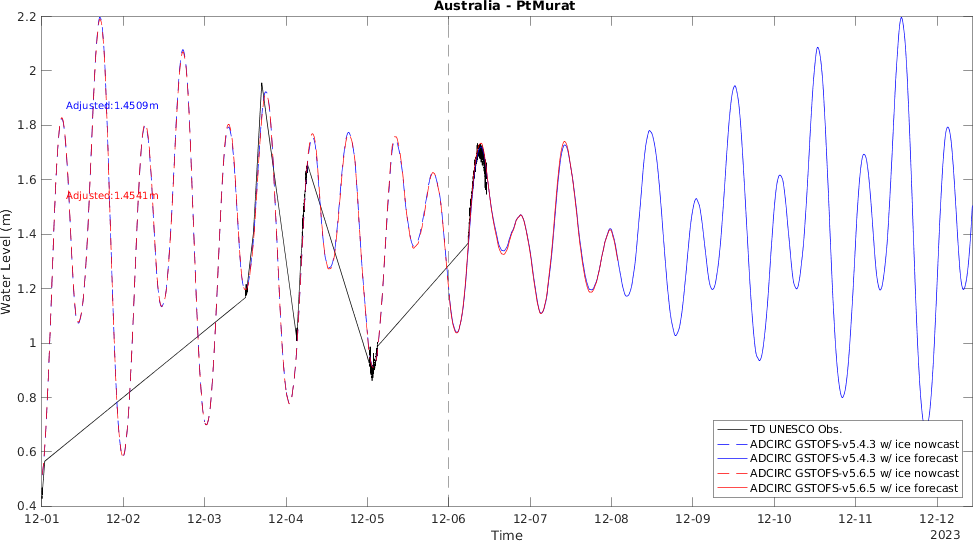 Australia - PtMurat
2.2
2
1.8
1.6
1.4
1.2
1
0.8
0.6
0.4
Water Level (m)
Adjusted:1.4509m
Adjusted:1.4541m
TD UNESCO Obs.
ADCIRC GSTOFS-v5.4.3 w/ ice nowcast
ADCIRC GSTOFS-v5.4.3 w/ ice forecast
ADCIRC GSTOFS-v5.6.5 w/ ice nowcast
ADCIRC GSTOFS-v5.6.5 w/ ice forecast
12-01 12-02 12-03 12-04 12-05 12-06 12-07 12-08 12-09 12-10 12-11 12-12
Time
2023